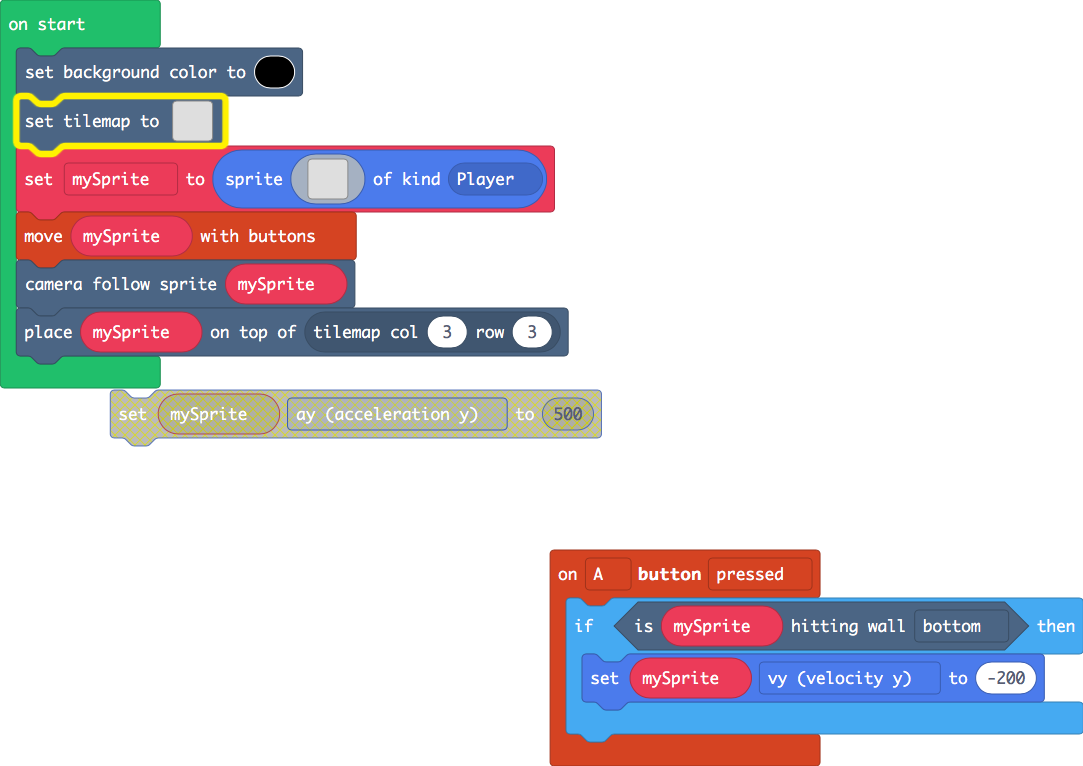 on start
set background color to
set tilemap to
set mySprite to sprite of kind Player
move mySprite with buttons
camera follow sprite mySprite
place mySprite on top of tilemap col 3 row 3
set mySprite ay (acceleration y) to 500
on A button pressed
if is mySprite hitting wall bottom then
set mySprite vy (velocity y) to -200